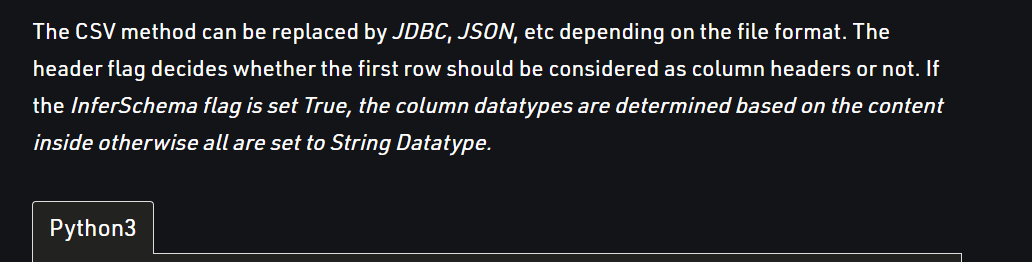 The CSV method can be replaced by JDBC, JSON, etc depending on the file format. The
header flag decides whether the first row should be considered as column headers or not. If
the InferSchema flag is set True, the column datatypes are determined based on the content
inside otherwise all are set to String Datatype.
Python3